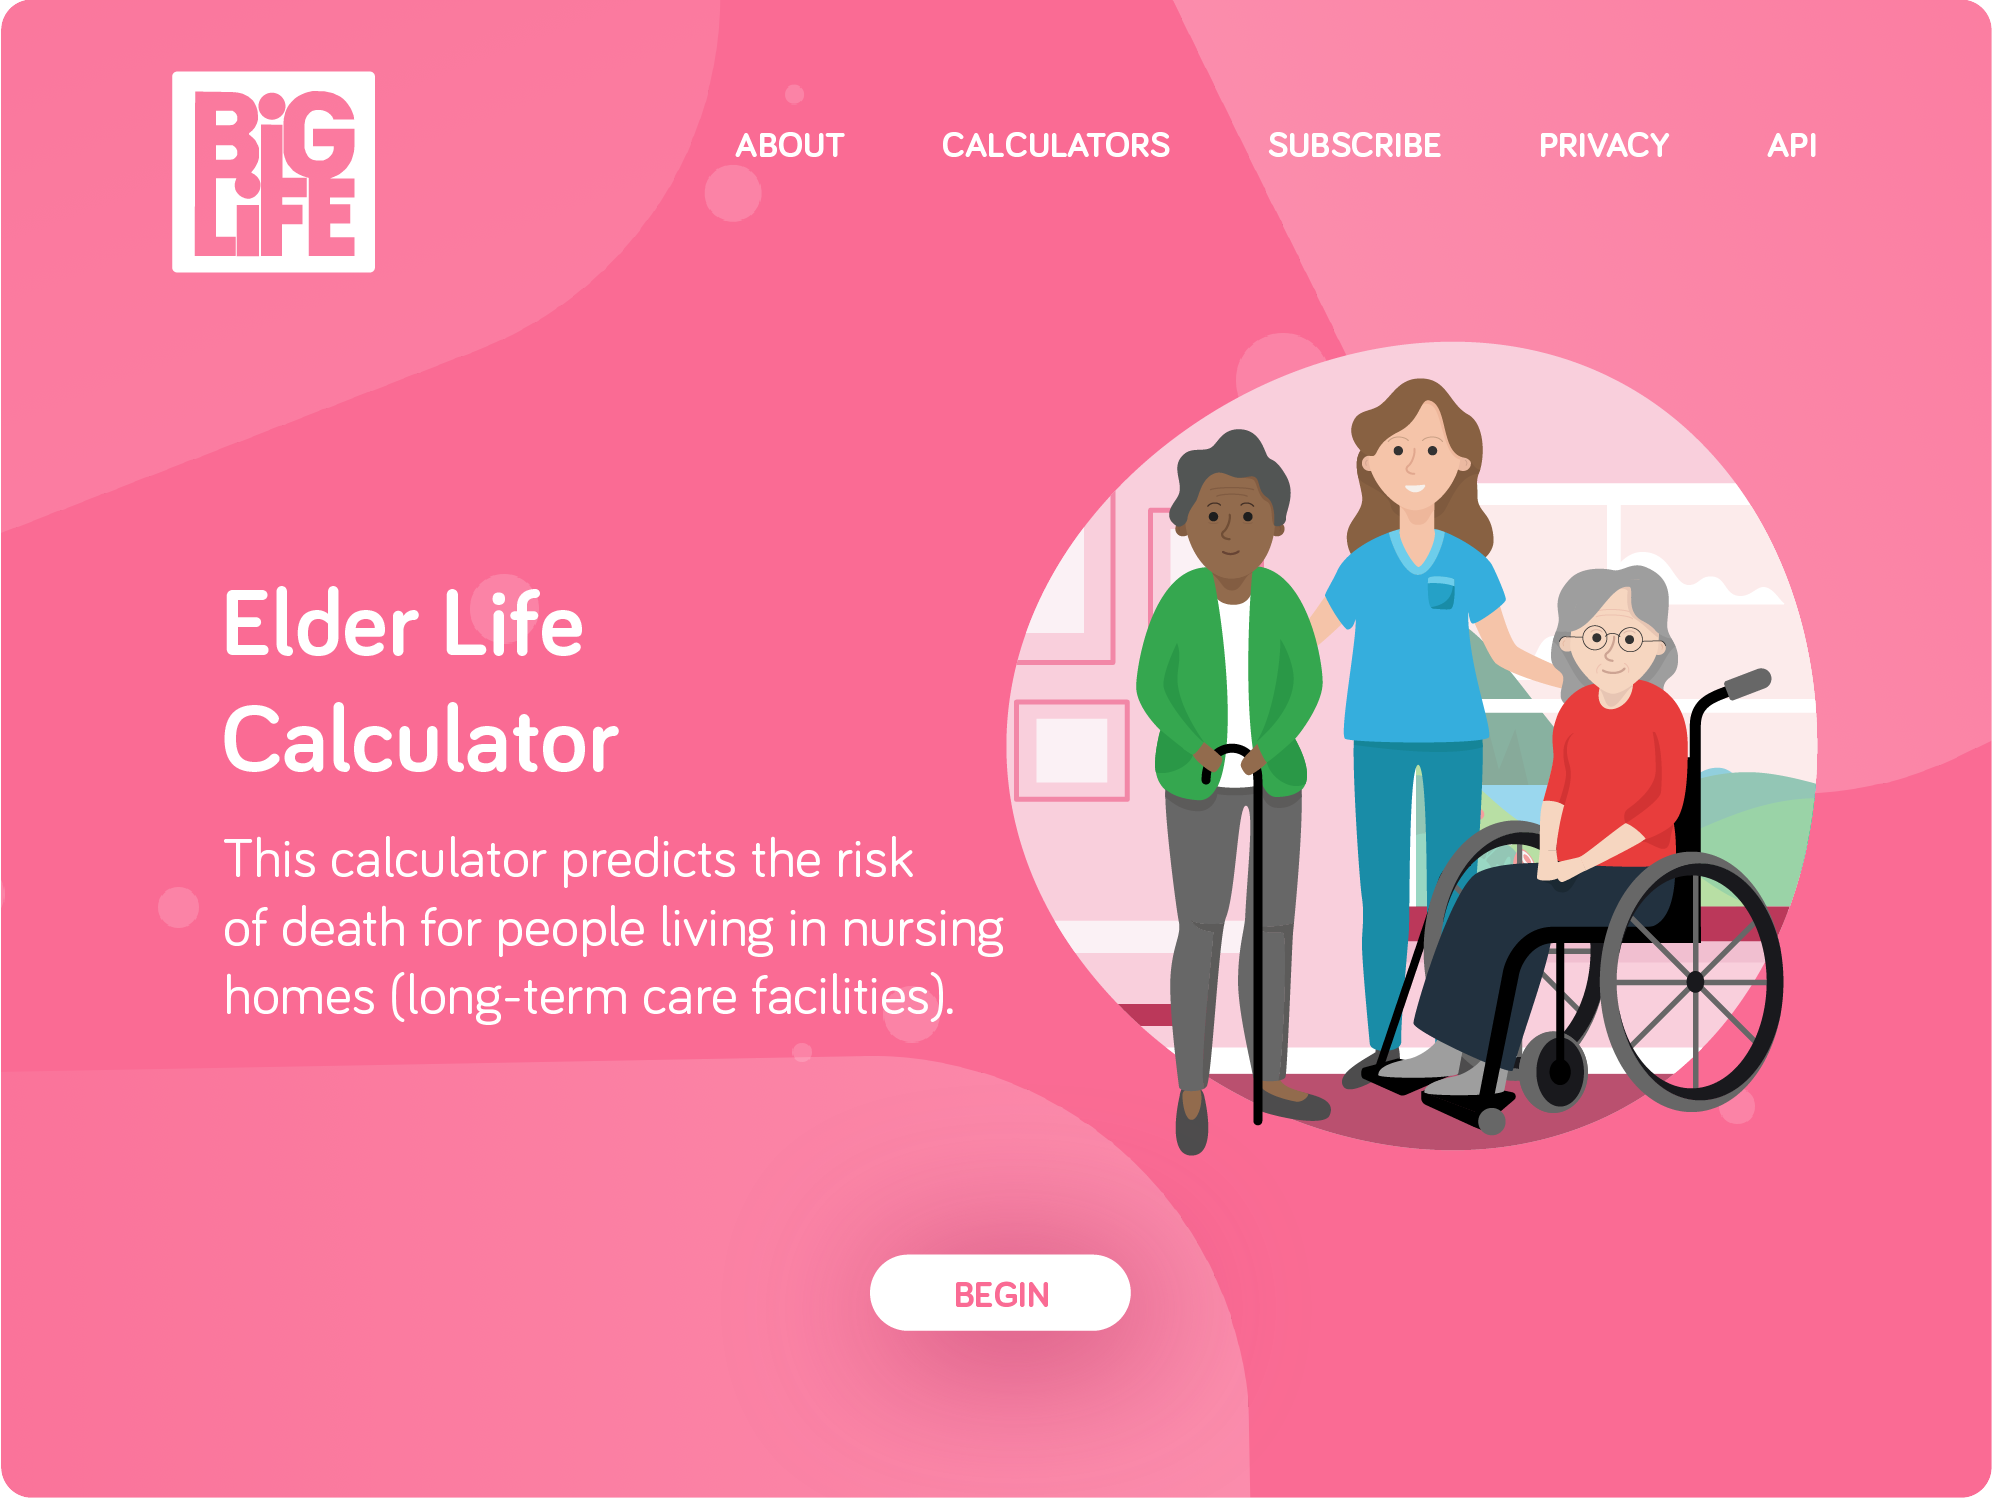 BiG
LiFE
ABOUT CALCULATORS SUBSCRIBE PRIVACY API
Elder Life
Calculator
This calculator predicts the risk
of death for people living in nursing
homes (long-term care facilities).
BEGIN